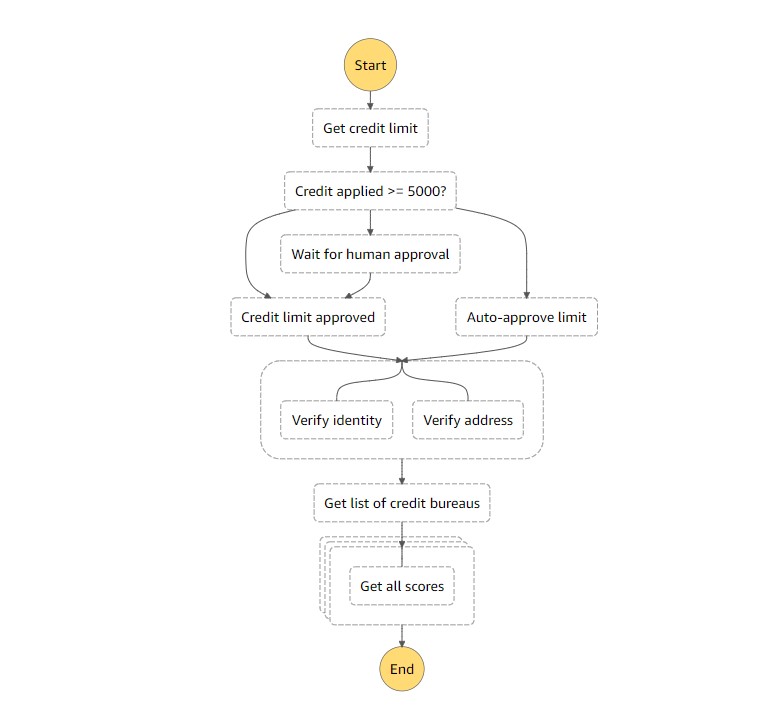 Start
Get credit limit
Credit applied >= 5000?
Wait for human approval
Credit limit approved
Auto-approve limit
Verify identity
Verify address
Get list of credit bureaus
Get all scores
End